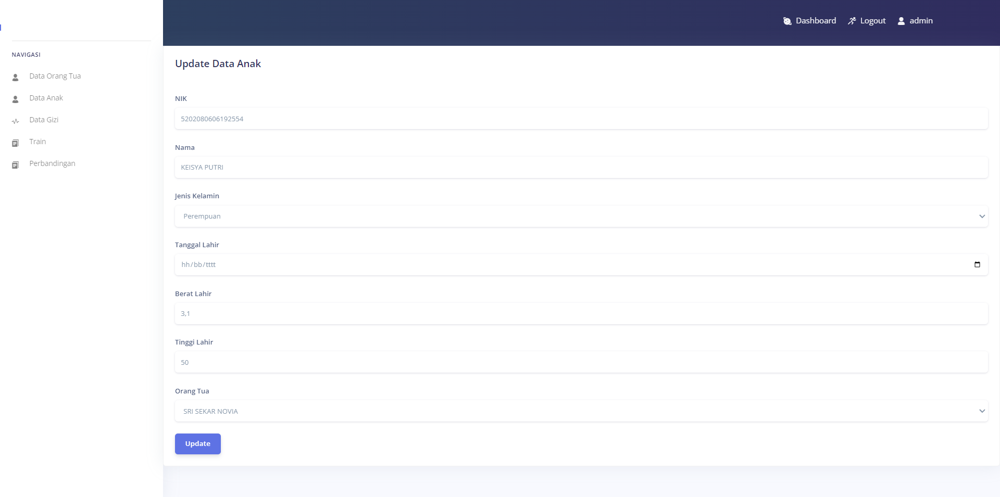 Dashboard
Logout
admin
NAVIGASI
Data Orang Tua
Data Anak
Data Gizi
Train
Perbandingan
Update Data Anak
NIK
5202080606192554
Nama
KEISYA PUTRI
Jenis Kelamin
Perempuan
Tanggal Lahir
hh/bb/tttt
Berat Lahir
3,1
Tinggi Lahir
50
Orang Tua
SRI SEKAR NOVIA
Update